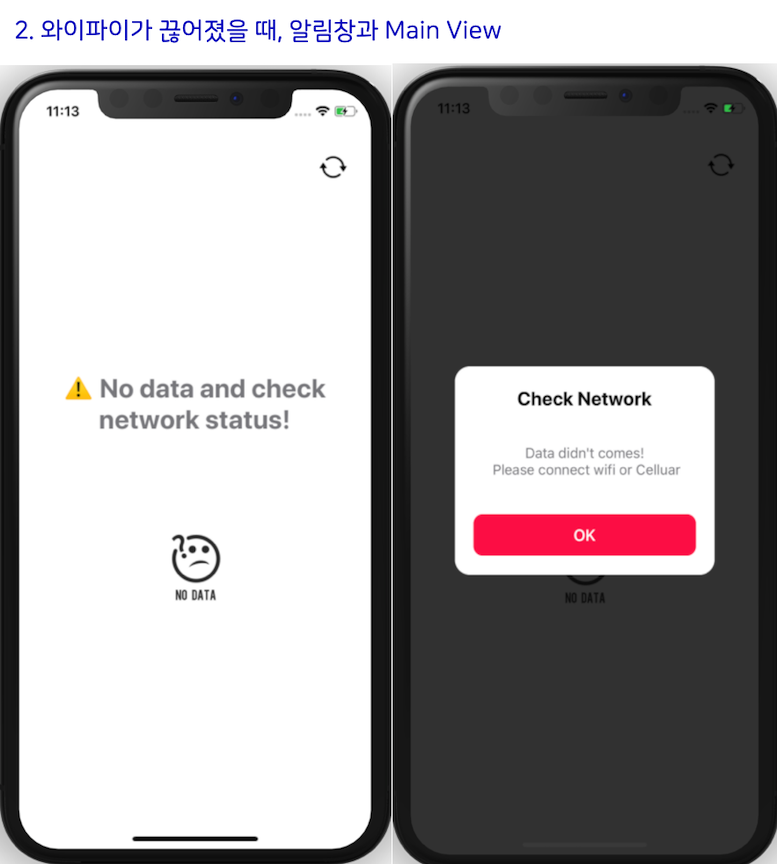 2. 와이파이가 끊어졌을 때, 알림창과 Main View
11:13
⚠️ No data and check
network status!
?
NO DATA
11:13
Check Network
Data didn't comes!
Please connect wifi or Celluar
OK
NO DATA